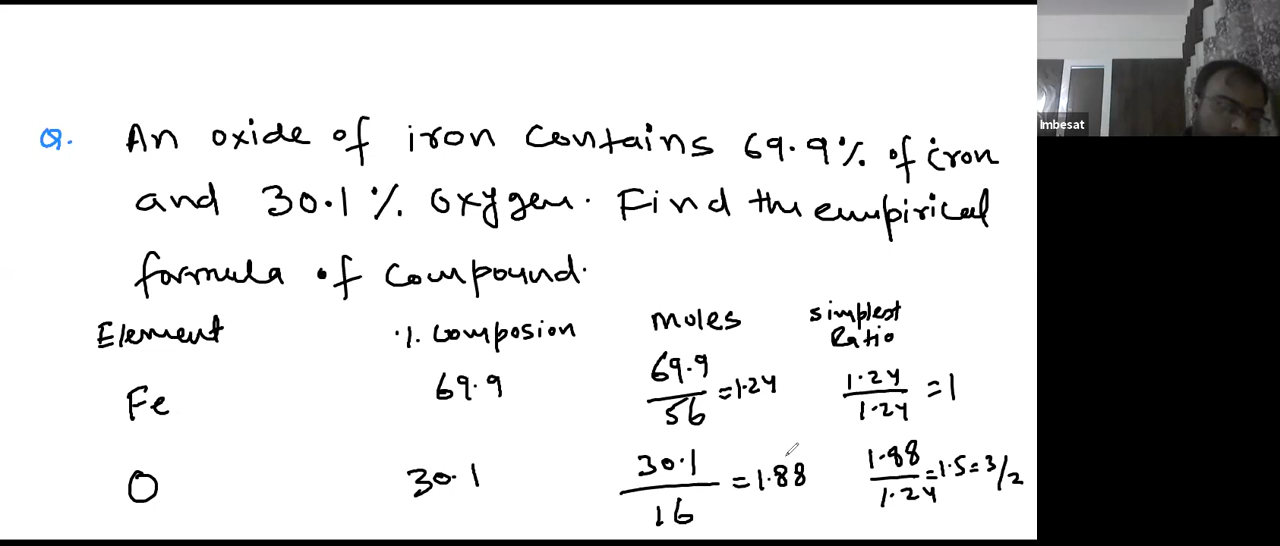 Q. An oxide of iron contains 69.9% of iron
and 30.1% Oxygen. Find the empirical
formula of compound.
Element %. Composion moles simplest Ratio
Fe 69.9 69.9/56 = 1.24 1.24/1.24 = 1
O 30.1 30.1/16 = 1.88 1.88/1.24 = 1.5 = 3/2
Imbesat